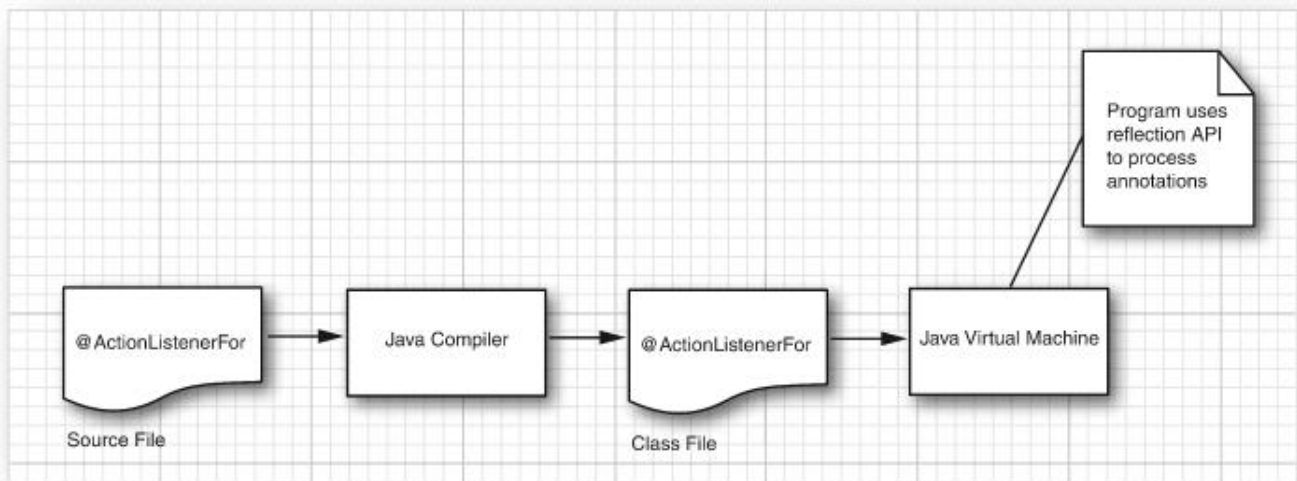 Program uses
reflection API
to process
annotations
@ActionListenerFor
Java Compiler
@ActionListenerFor
Java Virtual Machine
Source File
Class File